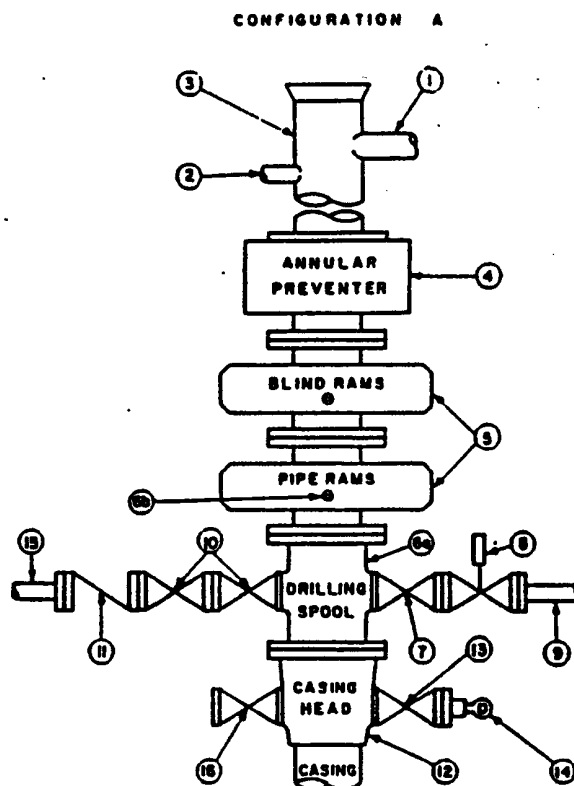 CONFIGURATION A
3
1
2
ANNULAR
PREVENTER
4
BLIND RAMS
5
PIPE RAMS
6b
6a
8
15
10
DRILLING
SPOOL
11
7
9
13
CASING
HEAD
16
12
14
CASING